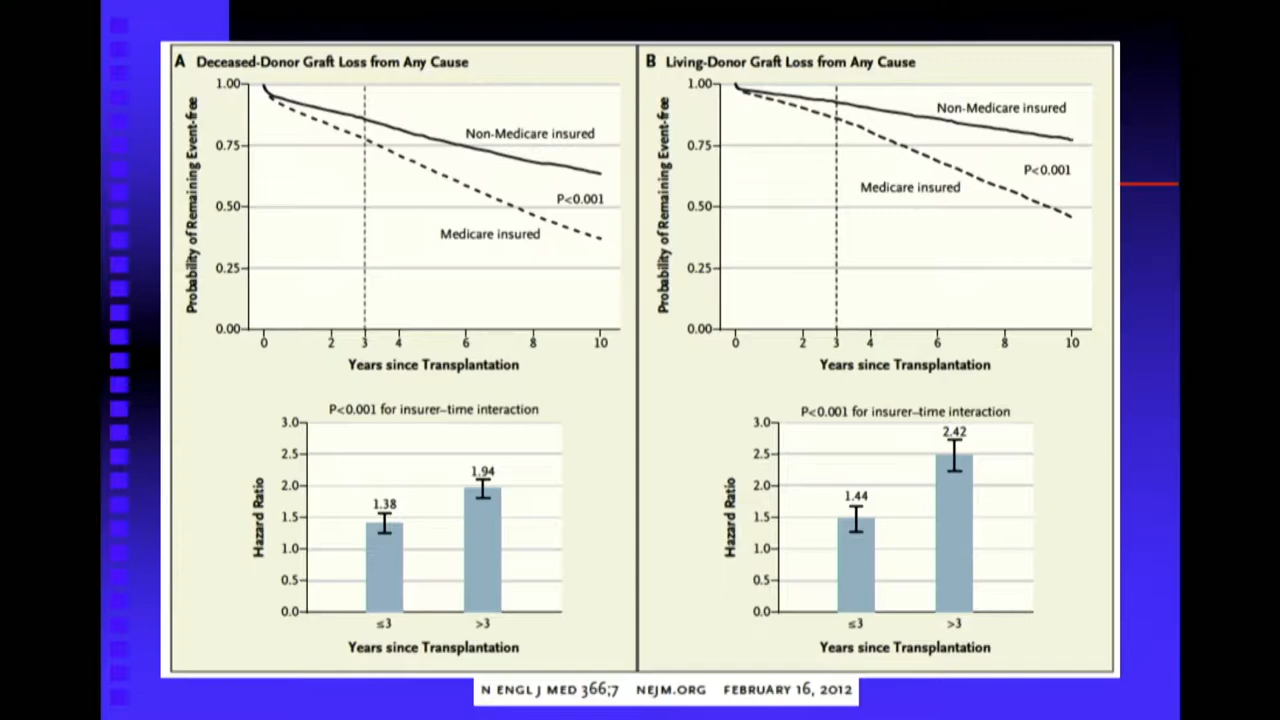 A Deceased-Donor Graft Loss from Any Cause
Probability of Remaining Event-free
1.00
0.75
0.50
0.25
0.00
Non-Medicare insured
P<0.001
Medicare insured
0 2 3 4 6 8 10
Years since Transplantation
P<0.001 for insurer–time interaction
Hazard Ratio
3.0
2.5
2.0
1.5
1.0
0.5
0.0
1.38
1.94
≤3 >3
Years since Transplantation
B Living-Donor Graft Loss from Any Cause
Probability of Remaining Event-free
1.00
0.75
0.50
0.25
0.00
Non-Medicare insured
P<0.001
Medicare insured
0 2 3 4 6 8 10
Years since Transplantation
P<0.001 for insurer–time interaction
Hazard Ratio
3.0
2.5
2.0
1.5
1.0
0.5
0.0
1.44
2.42
≤3 >3
Years since Transplantation
N ENGL J MED 366;7 NEJM.ORG FEBRUARY 16, 2012